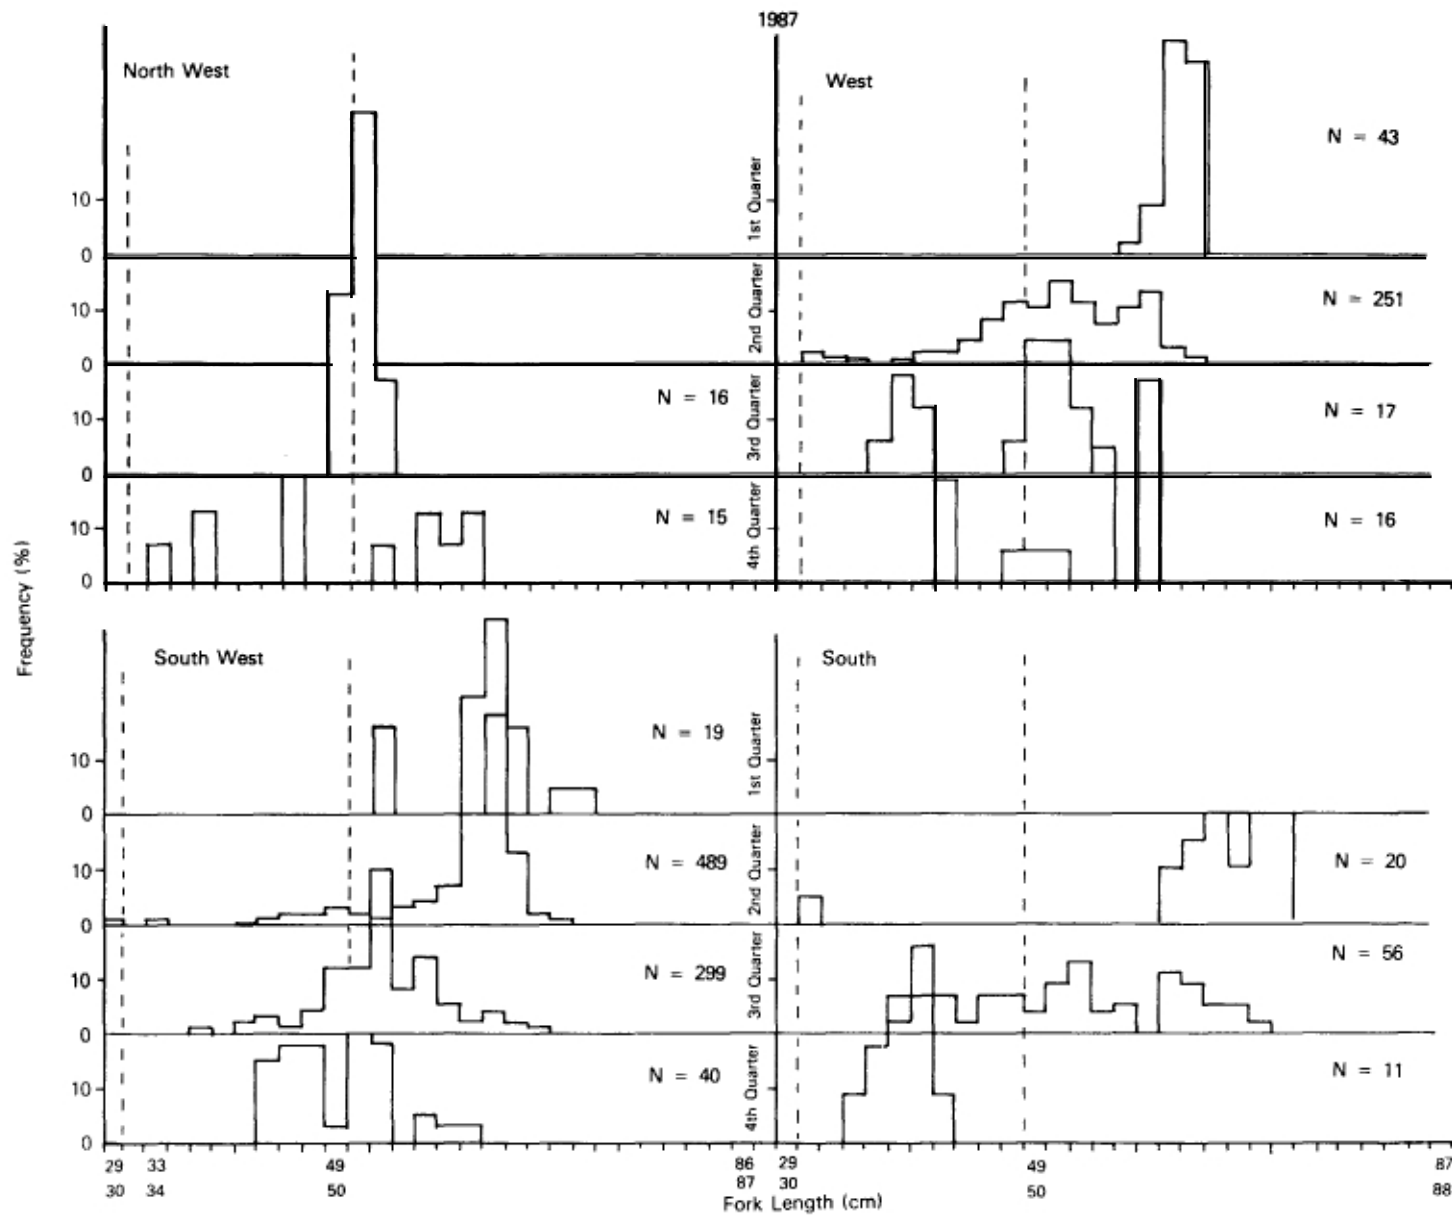 1987
North West
West
N = 43
10
1st Quarter
0
N = 251
10
2nd Quarter
0
N = 16
N = 17
10
3rd Quarter
0
N = 15
N = 16
10
4th Quarter
0
Frequency (%)
South West
South
N = 19
10
1st Quarter
0
N = 489
N = 20
10
2nd Quarter
0
N = 299
N = 56
10
3rd Quarter
0
N = 40
N = 11
10
4th Quarter
0
29 33 49 86 29 49 87
30 34 50 87 30 50 88
Fork Length (cm)